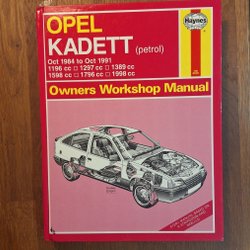 OPEL
Haynes
KADETT (petrol)
Oct 1984 to Oct 1991
1196 cc □ 1297 cc □ 1389 cc
1598 cc □ 1796 cc □ 1998 cc
Owners Workshop Manual